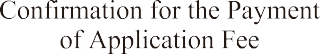 Confirmation for the Payment
of Application Fee